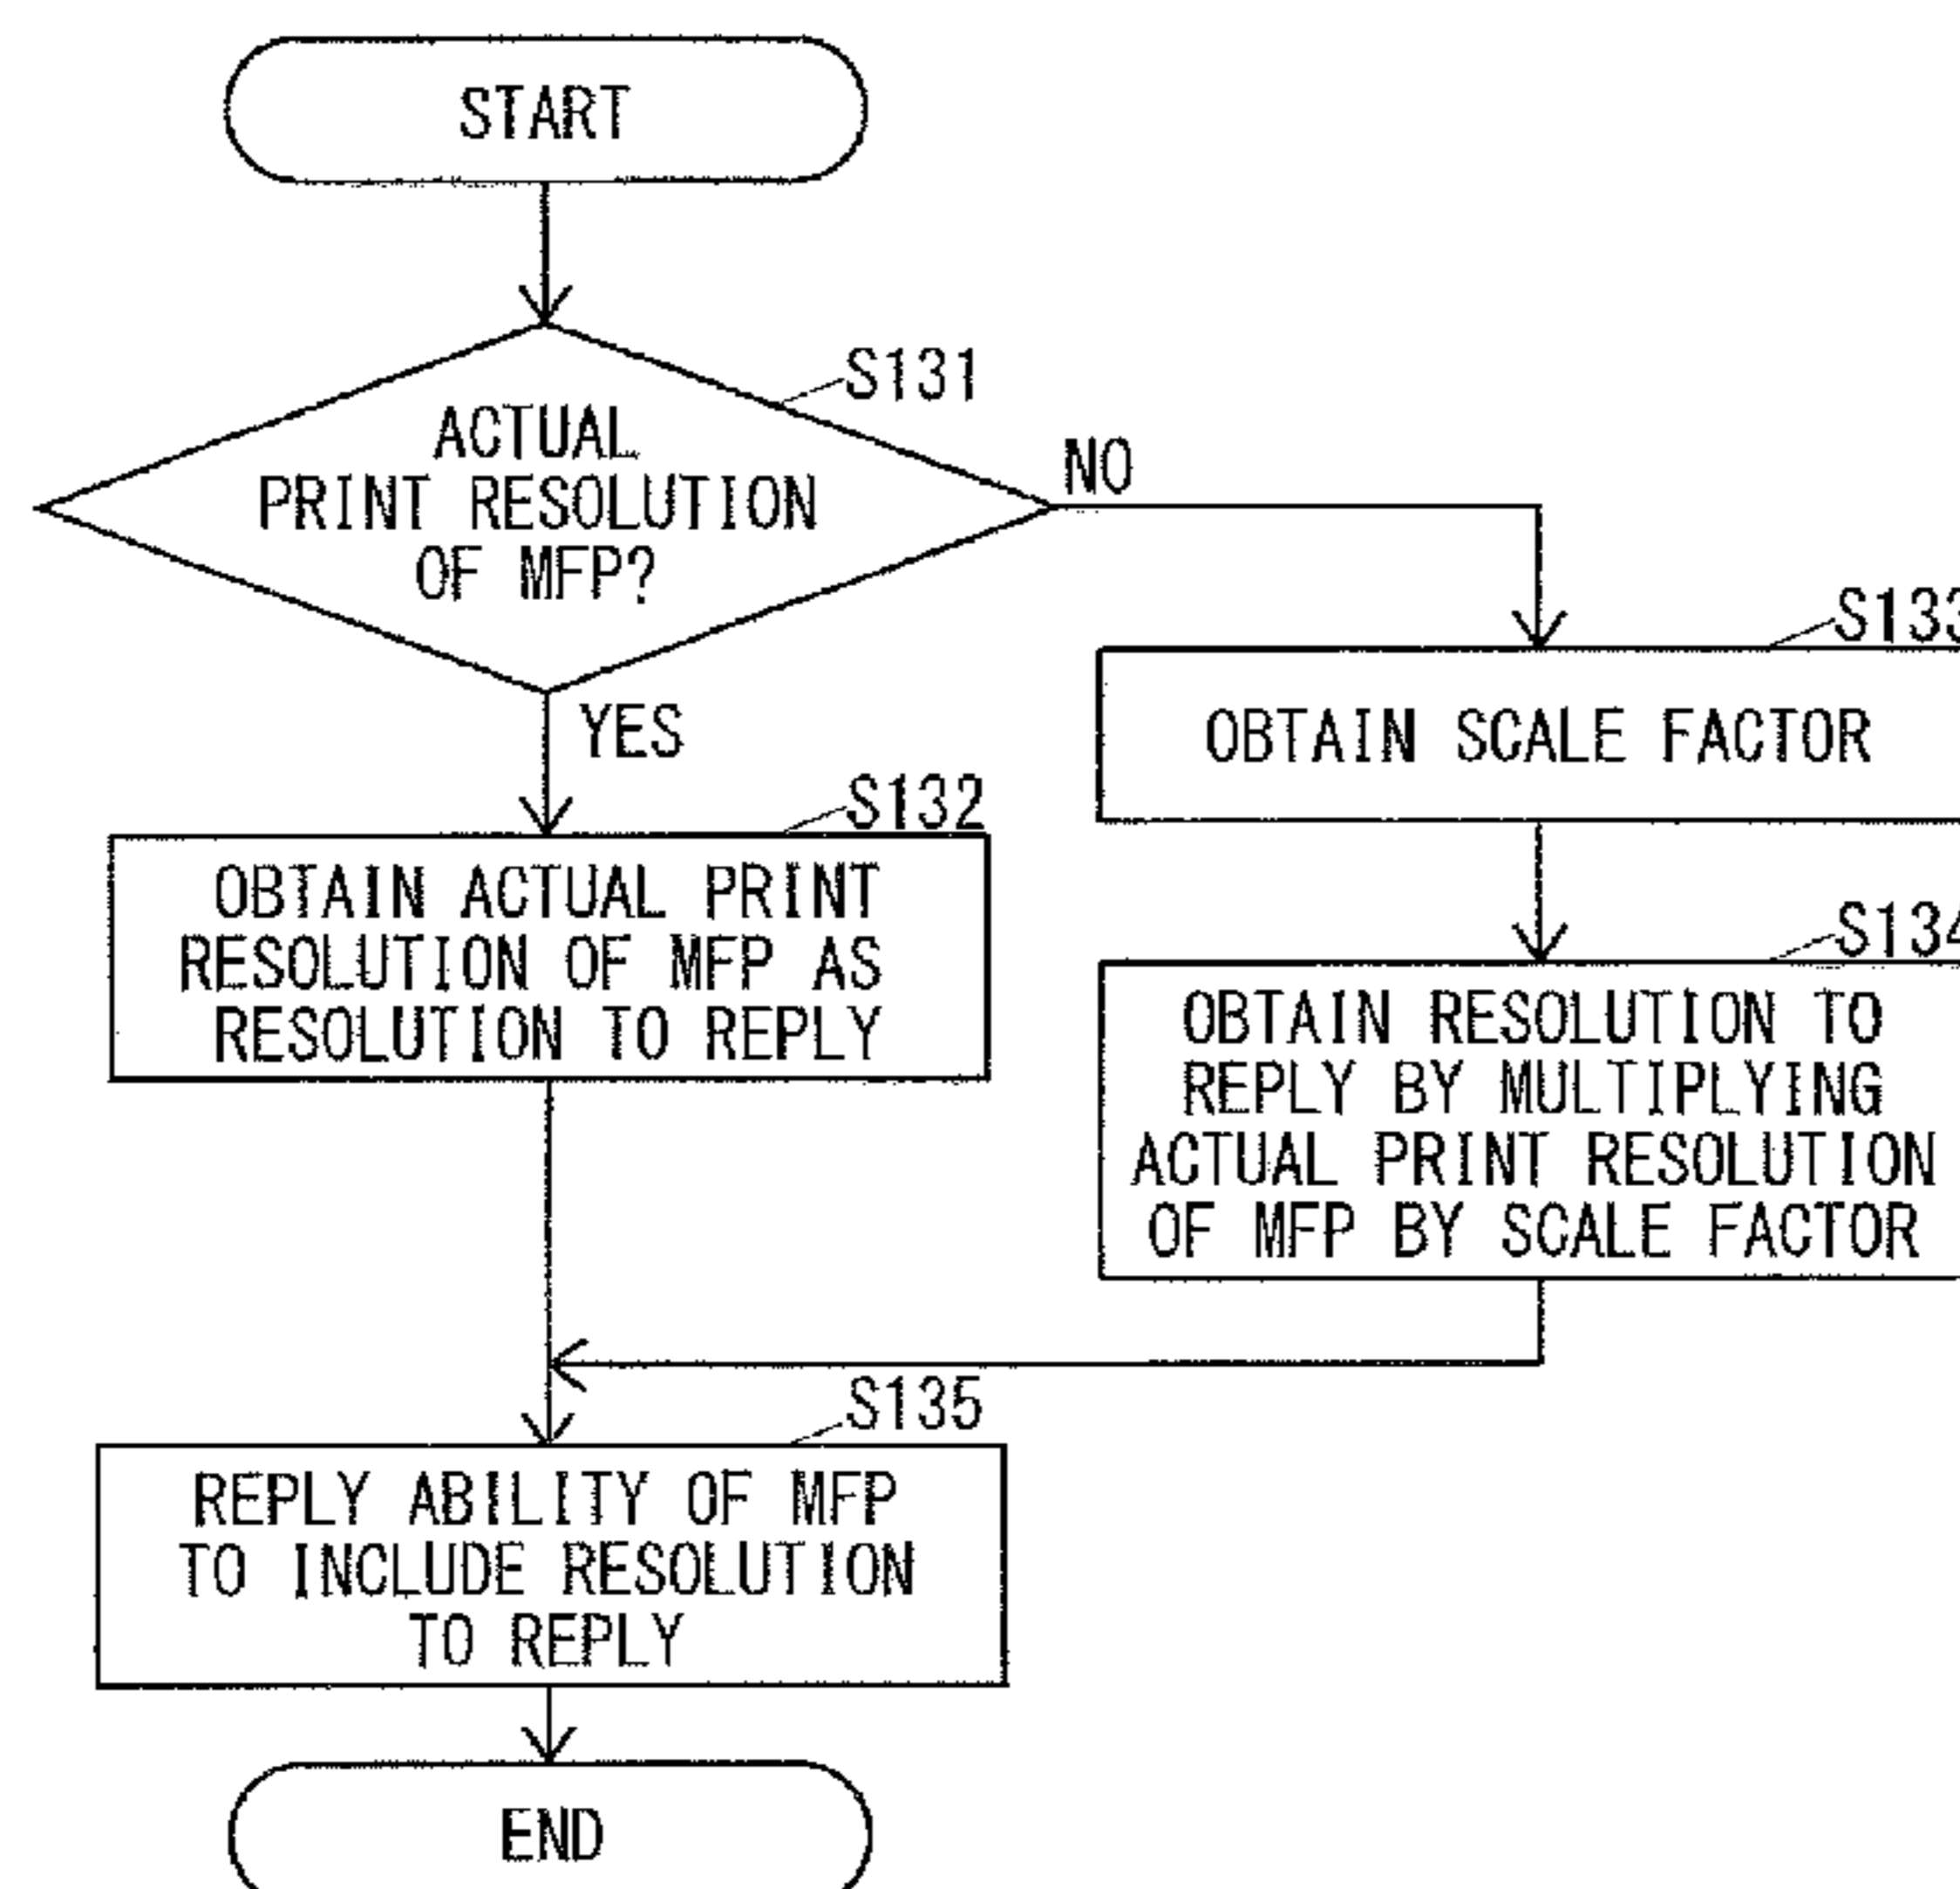 START
S131
ACTUAL
PRINT RESOLUTION
OF MFP?
NO
YES
S132
OBTAIN ACTUAL PRINT
RESOLUTION OF MFP AS
RESOLUTION TO REPLY
S133
OBTAIN SCALE FACTOR
S134
OBTAIN RESOLUTION TO
REPLY BY MULTIPLYING
ACTUAL PRINT RESOLUTION
OF MFP BY SCALE FACTOR
S135
REPLY ABILITY OF MFP
TO INCLUDE RESOLUTION
TO REPLY
END